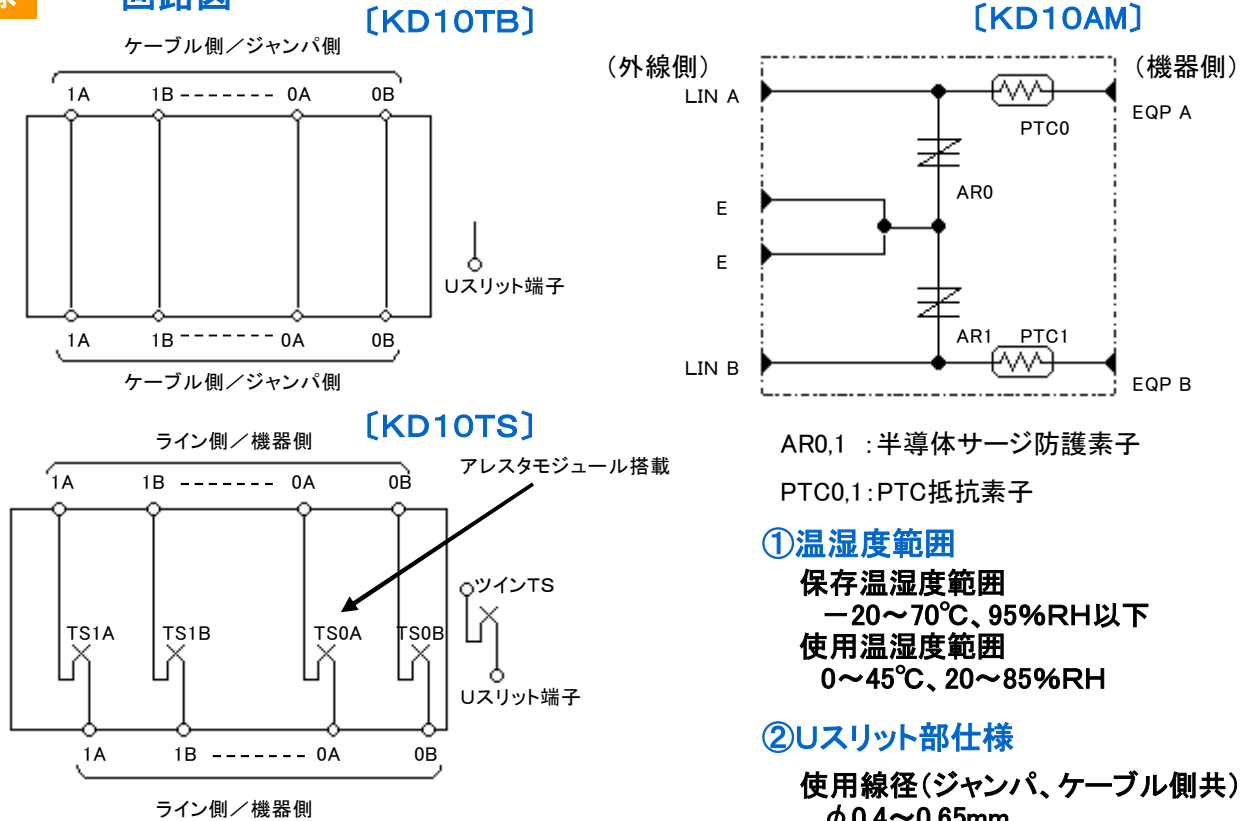 回路図
〔KD10TB〕
ケーブル側／ジャンパ側
1A 1B 0A 0B
Uスリット端子
1A 1B 0A 0B
ケーブル側／ジャンパ側
〔KD10TS〕
ライン側／機器側
アレスタモジュール搭載
1A 1B 0A 0B
ツインTS
TS1A TS1B TS0A TS0B
Uスリット端子
1A 1B 0A 0B
ライン側／機器側
〔KD10AM〕
（外線側） （機器側）
LIN A
EQP A
PTC0
AR0
E
E
AR1 PTC1
LIN B
EQP B
AR0,1 ：半導体サージ防護素子
PTC0,1：PTC抵抗素子
①温湿度範囲
保存温湿度範囲
－20～70℃、95％RH以下
使用温湿度範囲
0～45℃、20～85％RH
②Uスリット部仕様
使用線径（ジャンパ、ケーブル側共）
φ0.4～0.65mm